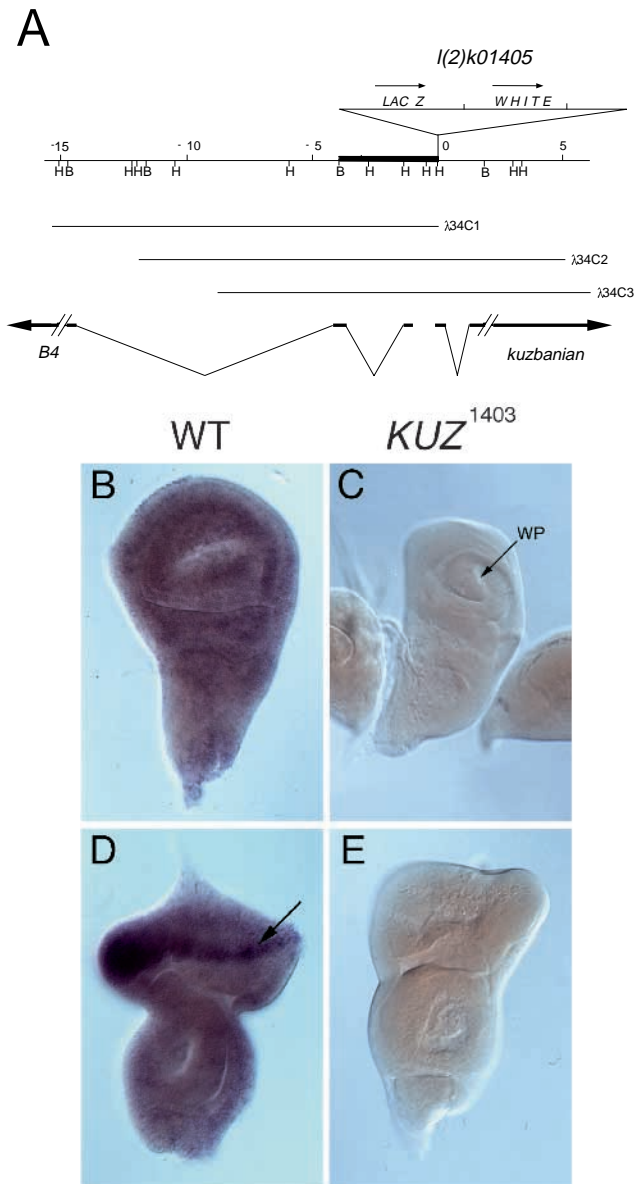 A
l(2)k01405
LAC Z WHITE
-15 -10 -5 0 5
H B H H B H H B H H H H B H H
λ34C1
λ34C2
λ34C3
B4 kuzbanian
WT KUZ1403
B C WP
D E